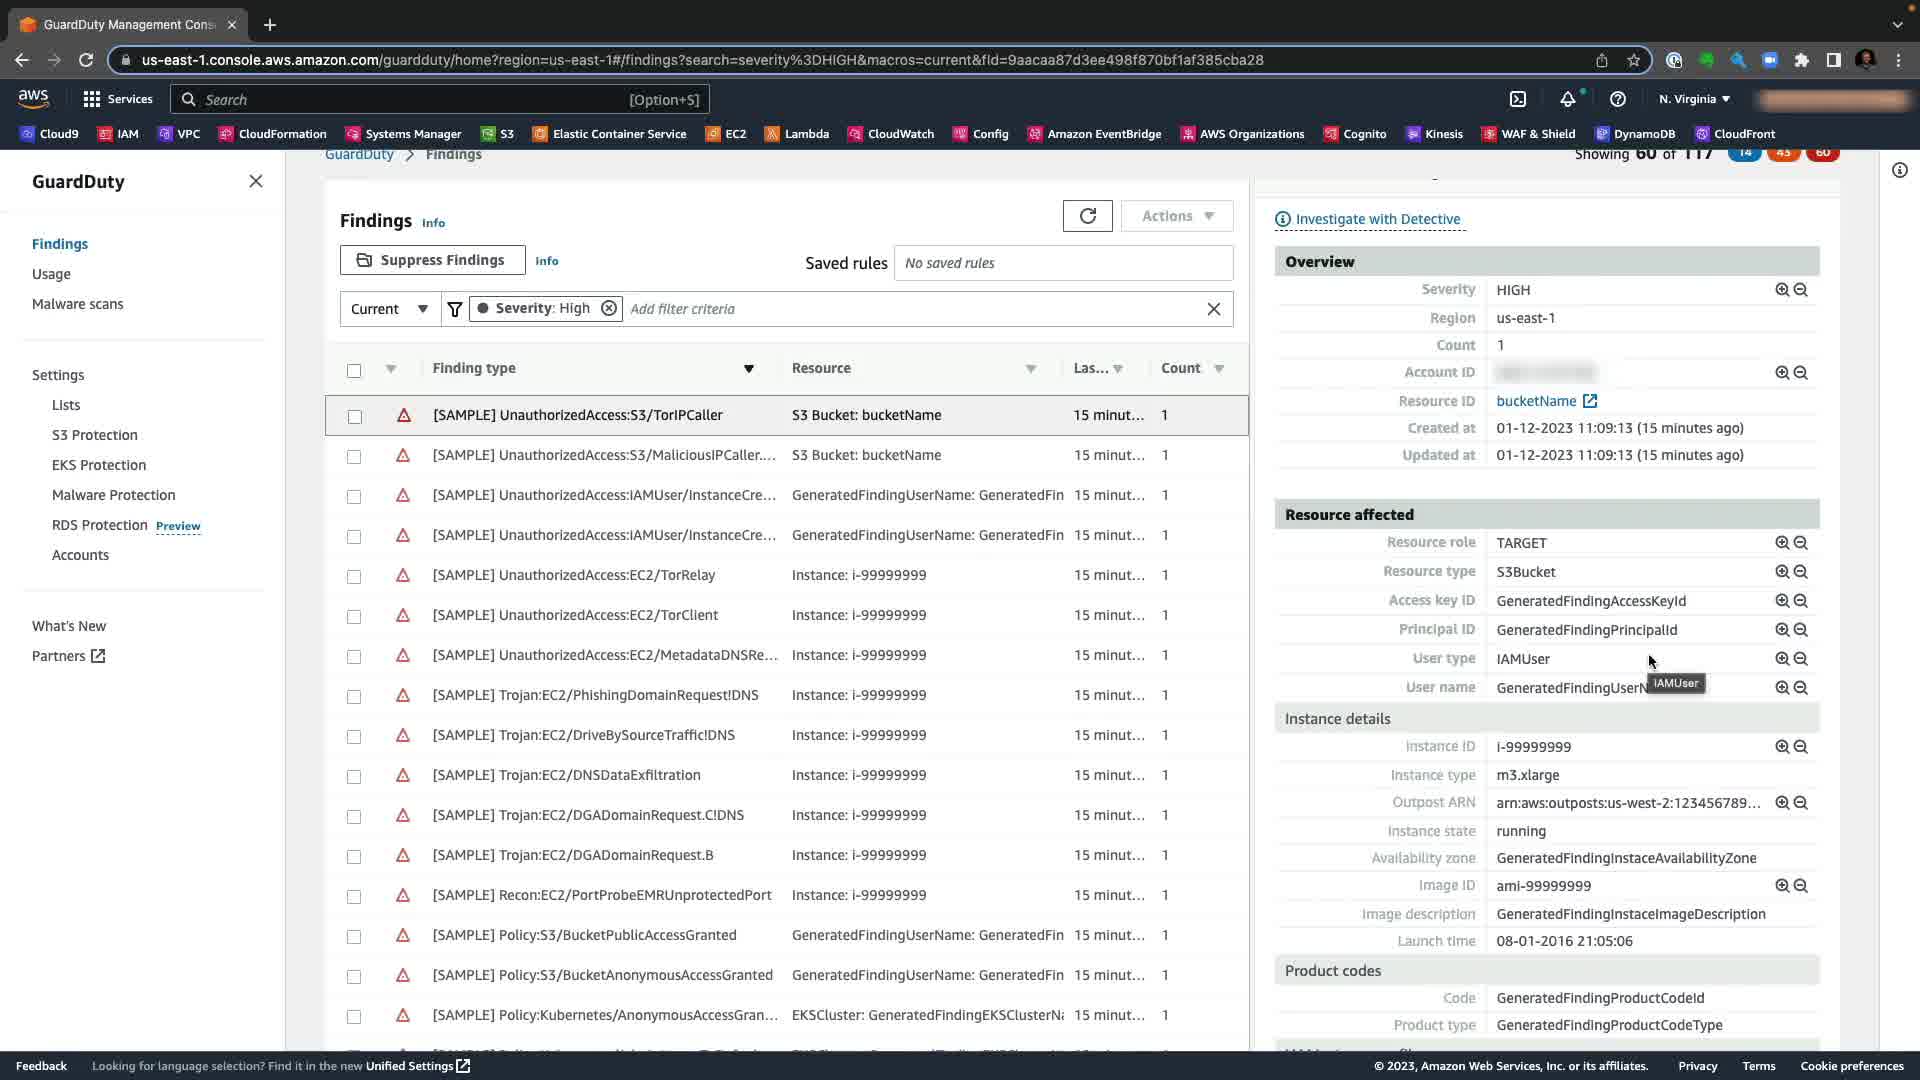 GuardDuty Management Cons
us-east-1.console.aws.amazon.com/guardduty/home?region=us-east-1#/findings?search=severity%3DHIGH&macros=current&fId=9aacaa87d3ee498f870bf1af385cba28
aws Services Search [Option+S] N. Virginia
Cloud9 IAM VPC CloudFormation Systems Manager S3 Elastic Container Service EC2 Lambda CloudWatch Config Amazon EventBridge AWS Organizations Cognito Kinesis WAF & Shield DynamoDB CloudFront
GuardDuty
Findings
Usage
Malware scans
Settings
Lists
S3 Protection
EKS Protection
Malware Protection
RDS Protection Preview
Accounts
What's New
Partners
GuardDuty > Findings
Showing 60 of 117 14 43 60
Findings Info
Actions
Suppress Findings Info
Saved rules No saved rules
Current Severity: High Add filter criteria
Finding type Resource Las... Count
[SAMPLE] UnauthorizedAccess:S3/TorIPCaller S3 Bucket: bucketName 15 minut... 1
[SAMPLE] UnauthorizedAccess:S3/MaliciousIPCaller.... S3 Bucket: bucketName 15 minut... 1
[SAMPLE] UnauthorizedAccess:IAMUser/InstanceCre... GeneratedFindingUserName: GeneratedFin 15 minut... 1
[SAMPLE] UnauthorizedAccess:IAMUser/InstanceCre... GeneratedFindingUserName: GeneratedFin 15 minut... 1
[SAMPLE] UnauthorizedAccess:EC2/TorRelay Instance: i-99999999 15 minut... 1
[SAMPLE] UnauthorizedAccess:EC2/TorClient Instance: i-99999999 15 minut... 1
[SAMPLE] UnauthorizedAccess:EC2/MetadataDNSRe... Instance: i-99999999 15 minut... 1
[SAMPLE] Trojan:EC2/PhishingDomainRequest!DNS Instance: i-99999999 15 minut... 1
[SAMPLE] Trojan:EC2/DriveBySourceTraffic!DNS Instance: i-99999999 15 minut... 1
[SAMPLE] Trojan:EC2/DNSDataExfiltration Instance: i-99999999 15 minut... 1
[SAMPLE] Trojan:EC2/DGADomainRequest.C!DNS Instance: i-99999999 15 minut... 1
[SAMPLE] Trojan:EC2/DGADomainRequest.B Instance: i-99999999 15 minut... 1
[SAMPLE] Recon:EC2/PortProbeEMRUnprotectedPort Instance: i-99999999 15 minut... 1
[SAMPLE] Policy:S3/BucketPublicAccessGranted GeneratedFindingUserName: GeneratedFin 15 minut... 1
[SAMPLE] Policy:S3/BucketAnonymousAccessGranted GeneratedFindingUserName: GeneratedFin 15 minut... 1
[SAMPLE] Policy:Kubernetes/AnonymousAccessGran... EKSCluster: GeneratedFindingEKSClusterNa 15 minut... 1
Investigate with Detective
Overview
Severity HIGH
Region us-east-1
Count 1
Account ID
Resource ID bucketName
Created at 01-12-2023 11:09:13 (15 minutes ago)
Updated at 01-12-2023 11:09:13 (15 minutes ago)
Resource affected
Resource role TARGET
Resource type S3Bucket
Access key ID GeneratedFindingAccessKeyId
Principal ID GeneratedFindingPrincipalId
User type IAMUser
User name GeneratedFindingUserN
IAMUser
Instance details
Instance ID i-99999999
Instance type m3.xlarge
Outpost ARN arn:aws:outposts:us-west-2:123456789...
Instance state running
Availability zone GeneratedFindingInstaceAvailabilityZone
Image ID ami-99999999
Image description GeneratedFindingInstaceImageDescription
Launch time 08-01-2016 21:05:06
Product codes
Code GeneratedFindingProductCodeId
Product type GeneratedFindingProductCodeType
Feedback Looking for language selection? Find it in the new Unified Settings © 2023, Amazon Web Services, Inc. or its affiliates. Privacy Terms Cookie preferences